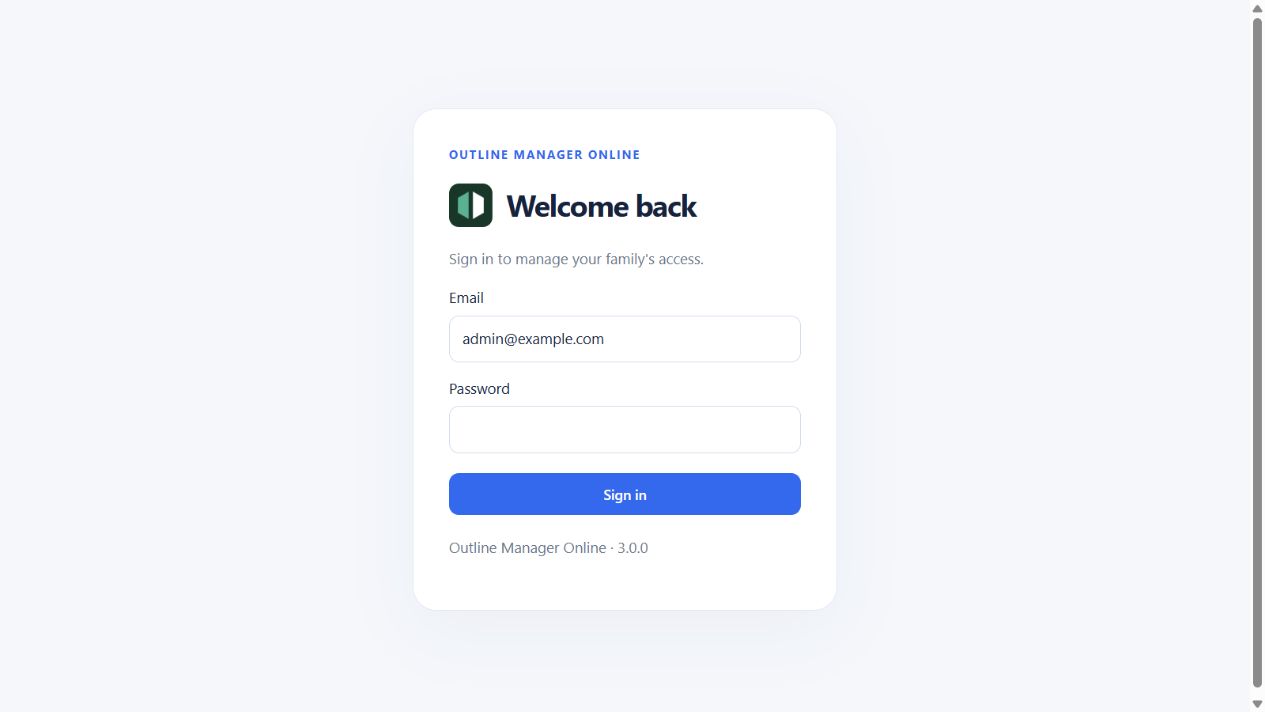 OUTLINE MANAGER ONLINE
Welcome back
Sign in to manage your family's access.
Email
admin@example.com
Password
Sign in
Outline Manager Online · 3.0.0